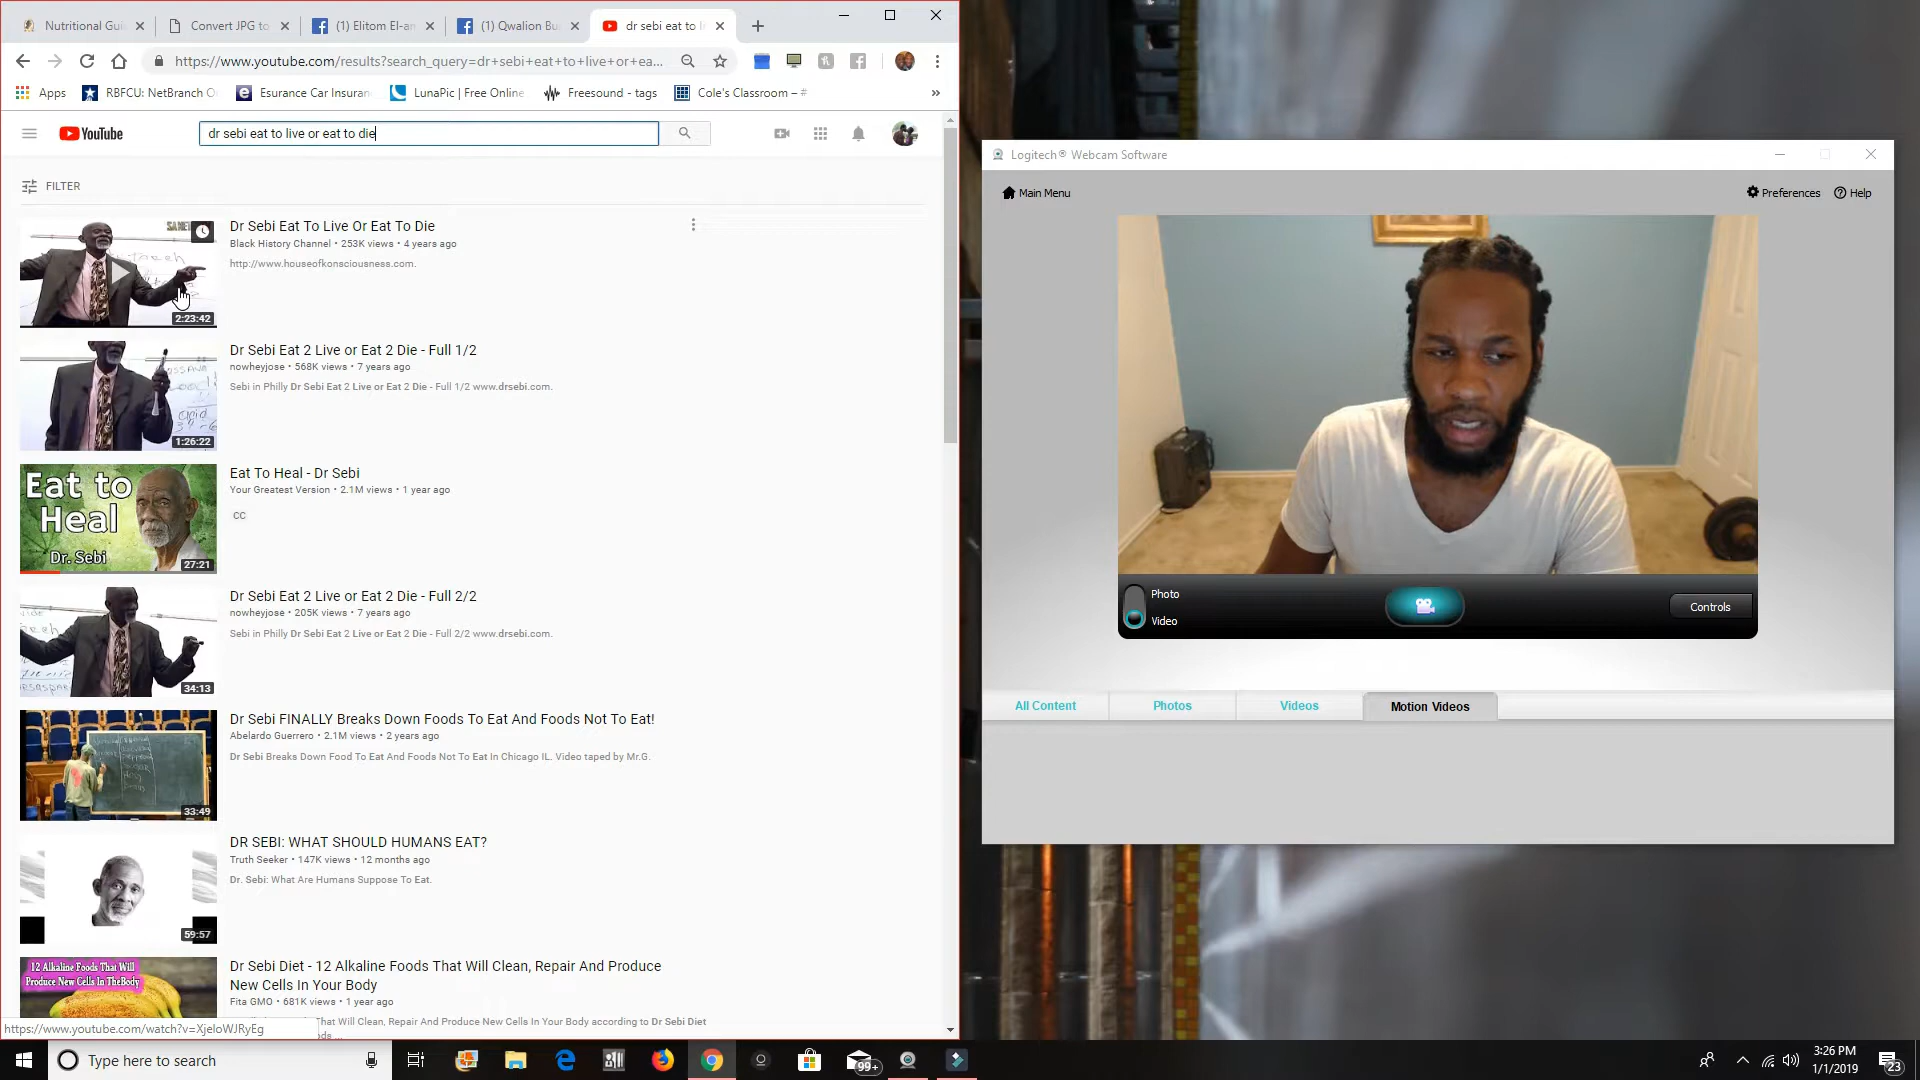 Nutritional Gui
Convert JPG to
(1) Elitom El-an
(1) Qwalion Bu
dr sebi eat to li
https://www.youtube.com/results?search_query=dr+sebi+eat+to+live+or+ea...
Apps
RBFCU: NetBranch O
Esurance Car Insuran
LunaPic | Free Online
Freesound - tags
Cole's Classroom – #
»
YouTube
dr sebi eat to live or eat to die
FILTER
Dr Sebi Eat To Live Or Eat To Die
Black History Channel • 253K views • 4 years ago
http://www.houseofkonsciousness.com.
2:23:42
Dr Sebi Eat 2 Live or Eat 2 Die - Full 1/2
nowheyjose • 568K views • 7 years ago
Sebi in Philly Dr Sebi Eat 2 Live or Eat 2 Die - Full 1/2 www.drsebi.com.
1:26:22
Eat to
Heal
Dr. Sebi
27:21
Eat To Heal - Dr Sebi
Your Greatest Version • 2.1M views • 1 year ago
CC
Dr Sebi Eat 2 Live or Eat 2 Die - Full 2/2
nowheyjose • 205K views • 7 years ago
Sebi in Philly Dr Sebi Eat 2 Live or Eat 2 Die - Full 2/2 www.drsebi.com.
34:13
Dr Sebi FINALLY Breaks Down Foods To Eat And Foods Not To Eat!
Abelardo Guerrero • 2.1M views • 2 years ago
Dr Sebi Breaks Down Food To Eat And Foods Not To Eat In Chicago IL. Video taped by Mr.G.
33:49
DR SEBI: WHAT SHOULD HUMANS EAT?
Truth Seeker • 147K views • 12 months ago
Dr. Sebi: What Are Humans Suppose To Eat.
59:57
12 Alkaline Foods That Will
Produce New Cells In TheBody
Dr Sebi Diet - 12 Alkaline Foods That Will Clean, Repair And Produce
New Cells In Your Body
Fita GMO • 681K views • 1 year ago
That Will Clean, Repair And Produce New Cells In Your Body according to Dr Sebi Diet
https://www.youtube.com/watch?v=XjeloWJRyEg
Logitech® Webcam Software
Main Menu
Preferences
Help
Photo
Video
Controls
All Content
Photos
Videos
Motion Videos
Type here to search
99+
3:26 PM
1/1/2019
23